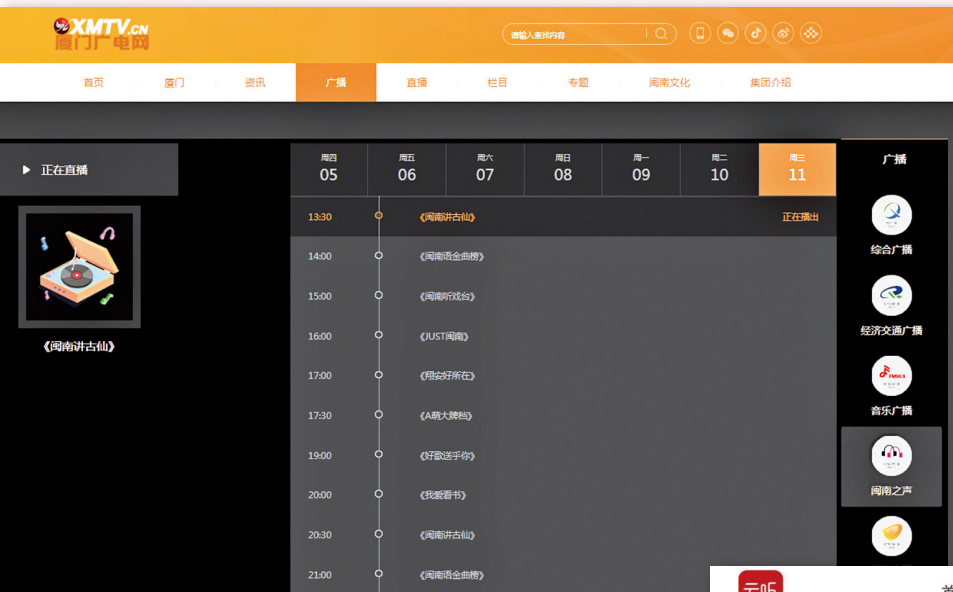 XMTV.CN
厦门广电网
请输入查找内容
首页
厦门
资讯
广播
直播
栏目
专题
闽南文化
集团介绍
正在直播
《闽南讲古仙》
周四 周五 周六 周日 周一 周二 周三
05 06 07 08 09 10 11
13:30 《闽南讲古仙》 正在播出
14:00 《闽南语金曲榜》
15:00 《闽南听戏台》
16:00 《JUST闽南》
17:00 《翔安好所在》
17:30 《A萌大牌档》
19:00 《好歌送乎你》
20:00 《我爱看书》
20:30 《闽南讲古仙》
21:00 《闽南语金曲榜》
广播
综合广播
经济交通广播
音乐广播
闽南之声
云听